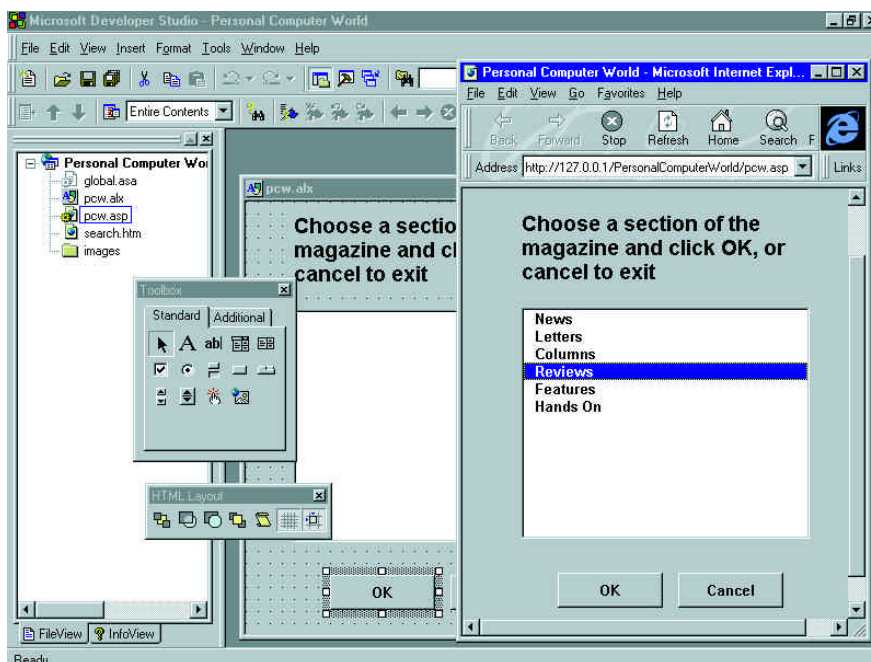 Microsoft Developer Studio - Personal Computer World
File Edit View Insert Format Tools Window Help
Entire Contents
Personal Computer Wor
global.asa
pcw.alx
pcw.asp
search.htm
images
FileView
InfoView
Ready
pcw.alx
Choose a sectio
magazine and cl
cancel to exit
OK
Toolbox
Standard Additional
A ab|
HTML Layout
Personal Computer World - Microsoft Internet Expl...
File Edit View Go Favorites Help
Back Forward Stop Refresh Home Search F
Address http://127.0.0.1/PersonalComputerWorld/pcw.asp Links
Choose a section of the
magazine and click OK, or
cancel to exit
News
Letters
Columns
Reviews
Features
Hands On
OK Cancel